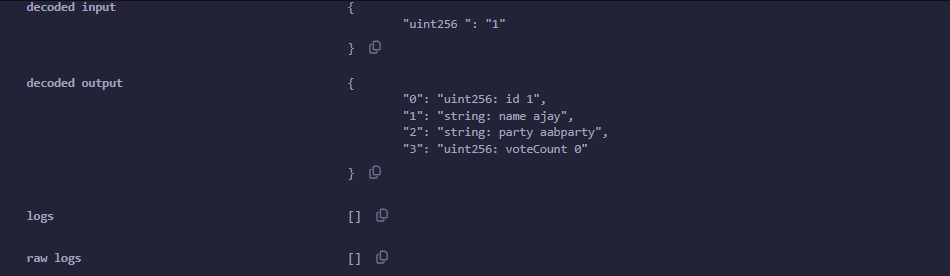 decoded input {
"uint256 ": "1"
}
decoded output {
"0": "uint256: id 1",
"1": "string: name ajay",
"2": "string: party aabparty",
"3": "uint256: voteCount 0"
}
logs []
raw logs []